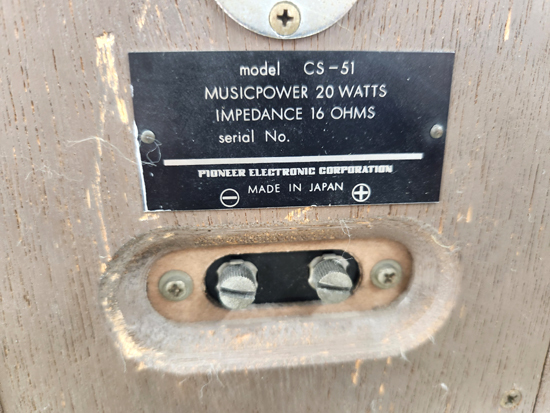 model CS-51
MUSICPOWER 20 WATTS
IMPEDANCE 16 OHMS
serial No.
PIONEER ELECTRONIC CORPORATION
⊖ MADE IN JAPAN ⊕